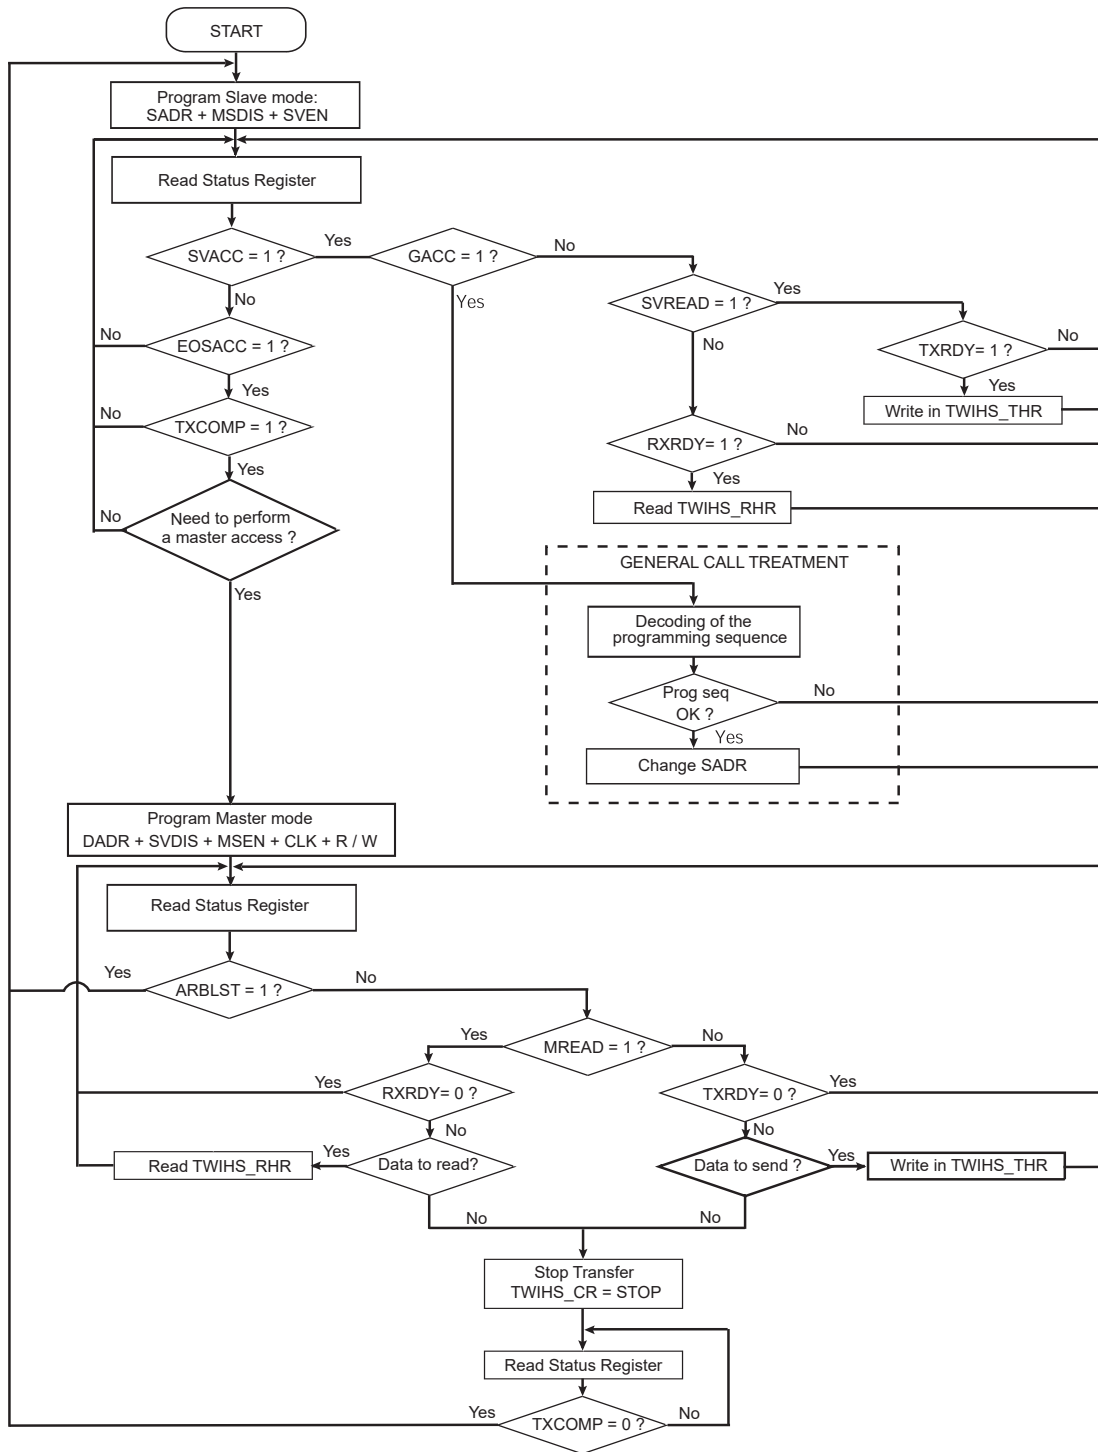 START
Program Slave mode:
SADR + MSDIS + SVEN
Read Status Register
SVACC = 1 ?
Yes
GACC = 1 ?
No
SVREAD = 1 ?
Yes
TXRDY= 1 ?
No
Yes
Write in TWIHS_THR
No
RXRDY= 1 ?
No
Yes
Read TWIHS_RHR
Yes
No
EOSACC = 1 ?
No
Yes
TXCOMP = 1 ?
No
Yes
Need to perform
a master access ?
No
Yes
GENERAL CALL TREATMENT
Decoding of the
programming sequence
Prog seq
OK ?
No
Yes
Change SADR
Program Master mode
DADR + SVDIS + MSEN + CLK + R / W
Read Status Register
Yes
ARBLST = 1 ?
No
Yes
MREAD = 1 ?
No
Yes
RXRDY= 0 ?
TXRDY= 0 ?
Yes
No
No
Read TWIHS_RHR
Yes
Data to read?
Data to send ?
Yes
Write in TWIHS_THR
No
No
Stop Transfer
TWIHS_CR = STOP
Read Status Register
Yes
TXCOMP = 0 ?
No